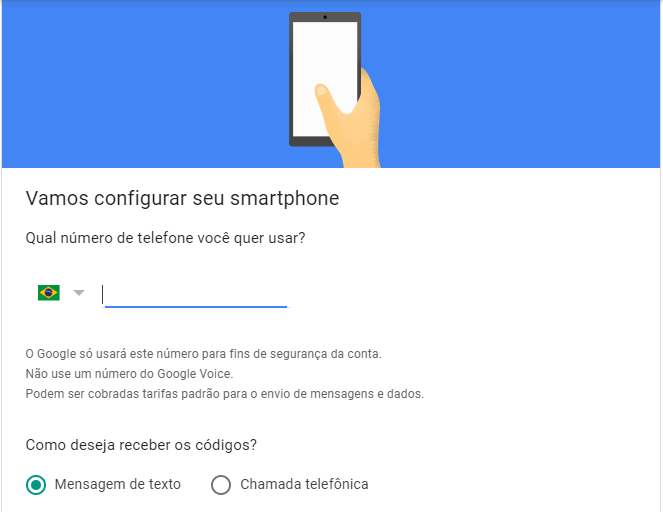 Vamos configurar seu smartphone
Qual número de telefone você quer usar?
O Google só usará este número para fins de segurança da conta.
Não use um número do Google Voice.
Podem ser cobradas tarifas padrão para o envio de mensagens e dados.
Como deseja receber os códigos?
Mensagem de texto Chamada telefônica